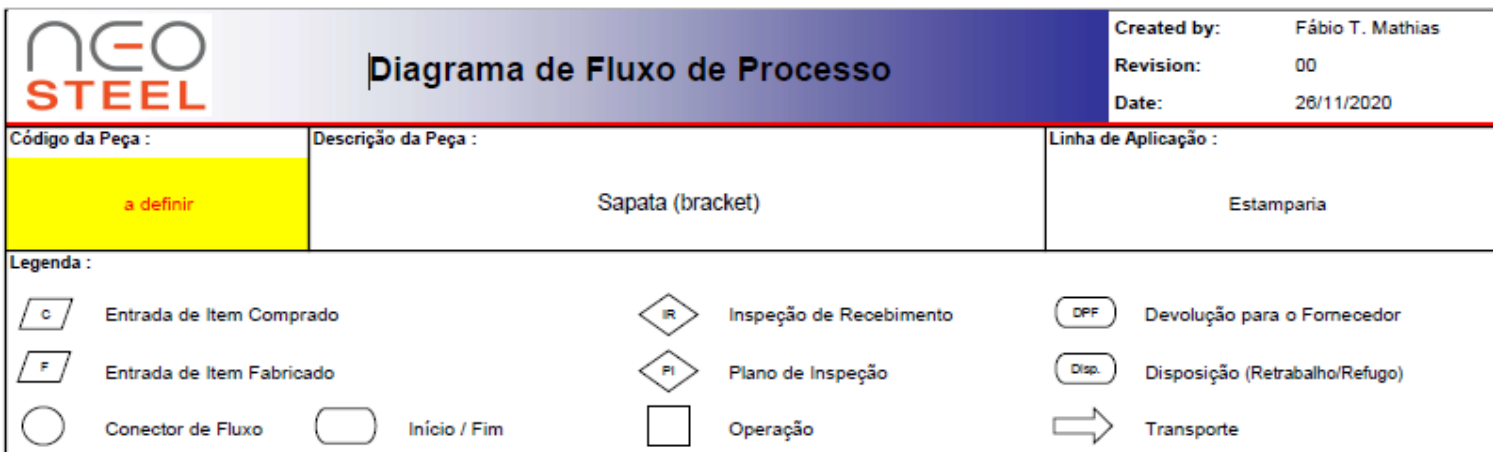 NEO
STEEL
Diagrama de Fluxo de Processo
Created by: Fábio T. Mathias
Revision: 00
Date: 26/11/2020
Código da Peça : Descrição da Peça : Linha de Aplicação :
a definir Sapata (bracket) Estamparia
Legenda :
C Entrada de Item Comprado IR Inspeção de Recebimento DPF Devolução para o Fornecedor
F Entrada de Item Fabricado PI Plano de Inspeção Disp. Disposição (Retrabalho/Refugo)
Conector de Fluxo Início / Fim Operação Transporte